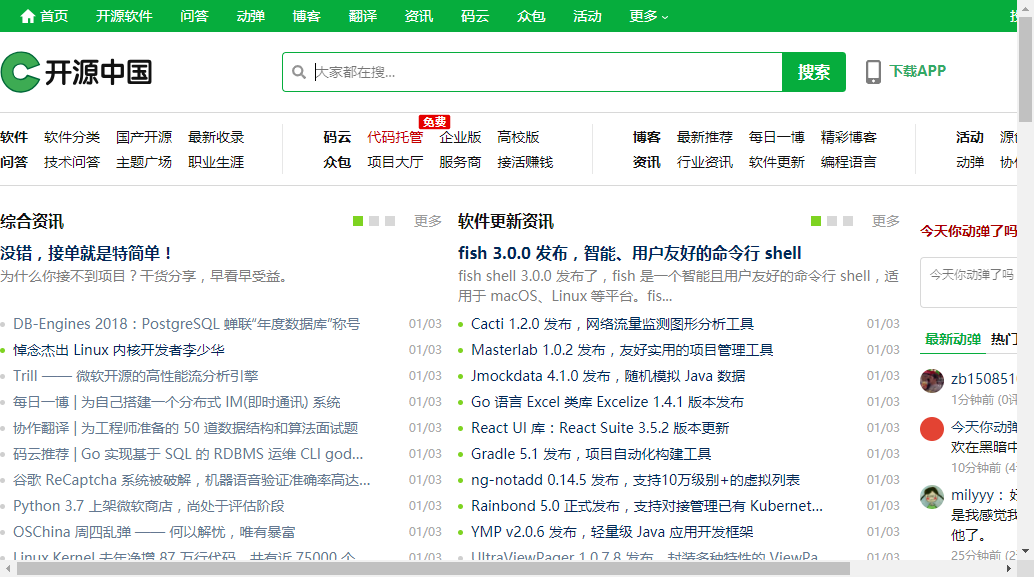 首页 开源软件 问答 动弹 博客 翻译 资讯 码云 众包 活动 更多
开源中国 大家都在搜... 搜索 下载APP
免费
软件 软件分类 国产开源 最新收录 码云 代码托管 企业版 高校版 博客 最新推荐 每日一博 精彩博客 活动
问答 技术问答 主题广场 职业生涯 众包 项目大厅 服务商 接活赚钱 资讯 行业资讯 软件更新 编程语言 动弹
综合资讯 更多
没错，接单就是特简单！
为什么你接不到项目？干货分享，早看早受益。
DB-Engines 2018：PostgreSQL 蝉联“年度数据库”称号 01/03
悼念杰出 Linux 内核开发者李少华 01/03
Trill —— 微软开源的高性能流分析引擎 01/03
每日一博 | 为自己搭建一个分布式 IM(即时通讯) 系统 01/03
协作翻译 | 为工程师准备的 50 道数据结构和算法面试题 01/03
码云推荐 | Go 实现基于 SQL 的 RDBMS 运维 CLI god... 01/03
谷歌 ReCaptcha 系统被破解，机器语音验证准确率高达... 01/03
Python 3.7 上架微软商店，尚处于评估阶段 01/03
OSChina 周四乱弹 —— 何以解忧，唯有暴富 01/03
Linux Kernel 去年净增 87 万行代码，共有近 75000 个 01/03
软件更新资讯 更多
fish 3.0.0 发布，智能、用户友好的命令行 shell
fish shell 3.0.0 发布了，fish 是一个智能且用户友好的命令行 shell，适
用于 macOS、Linux 等平台。fis...
Cacti 1.2.0 发布，网络流量监测图形分析工具 01/03
Masterlab 1.0.2 发布，友好实用的项目管理工具 01/03
Jmockdata 4.1.0 发布，随机模拟 Java 数据 01/03
Go 语言 Excel 类库 Excelize 1.4.1 版本发布 01/03
React UI 库：React Suite 3.5.2 版本更新 01/03
Gradle 5.1 发布，项目自动化构建工具 01/03
ng-notadd 0.14.5 发布，支持10万级别+的虚拟列表 01/03
Rainbond 5.0 正式发布，支持对接管理已有 Kubernet... 01/03
YMP v2.0.6 发布，轻量级 Java 应用开发框架 01/03
UltraViewPager 1.0.7.8 发布，封装多种特性的 ViewPa 01/03
今天你动弹了吗
今天你动弹了吗
最新动弹 热门
zb150851
1分钟前 (0评
今天你动弹
欢在黑暗中
10分钟前 (4
milyyy：好
是我感觉我
他了。
25分钟前 (2